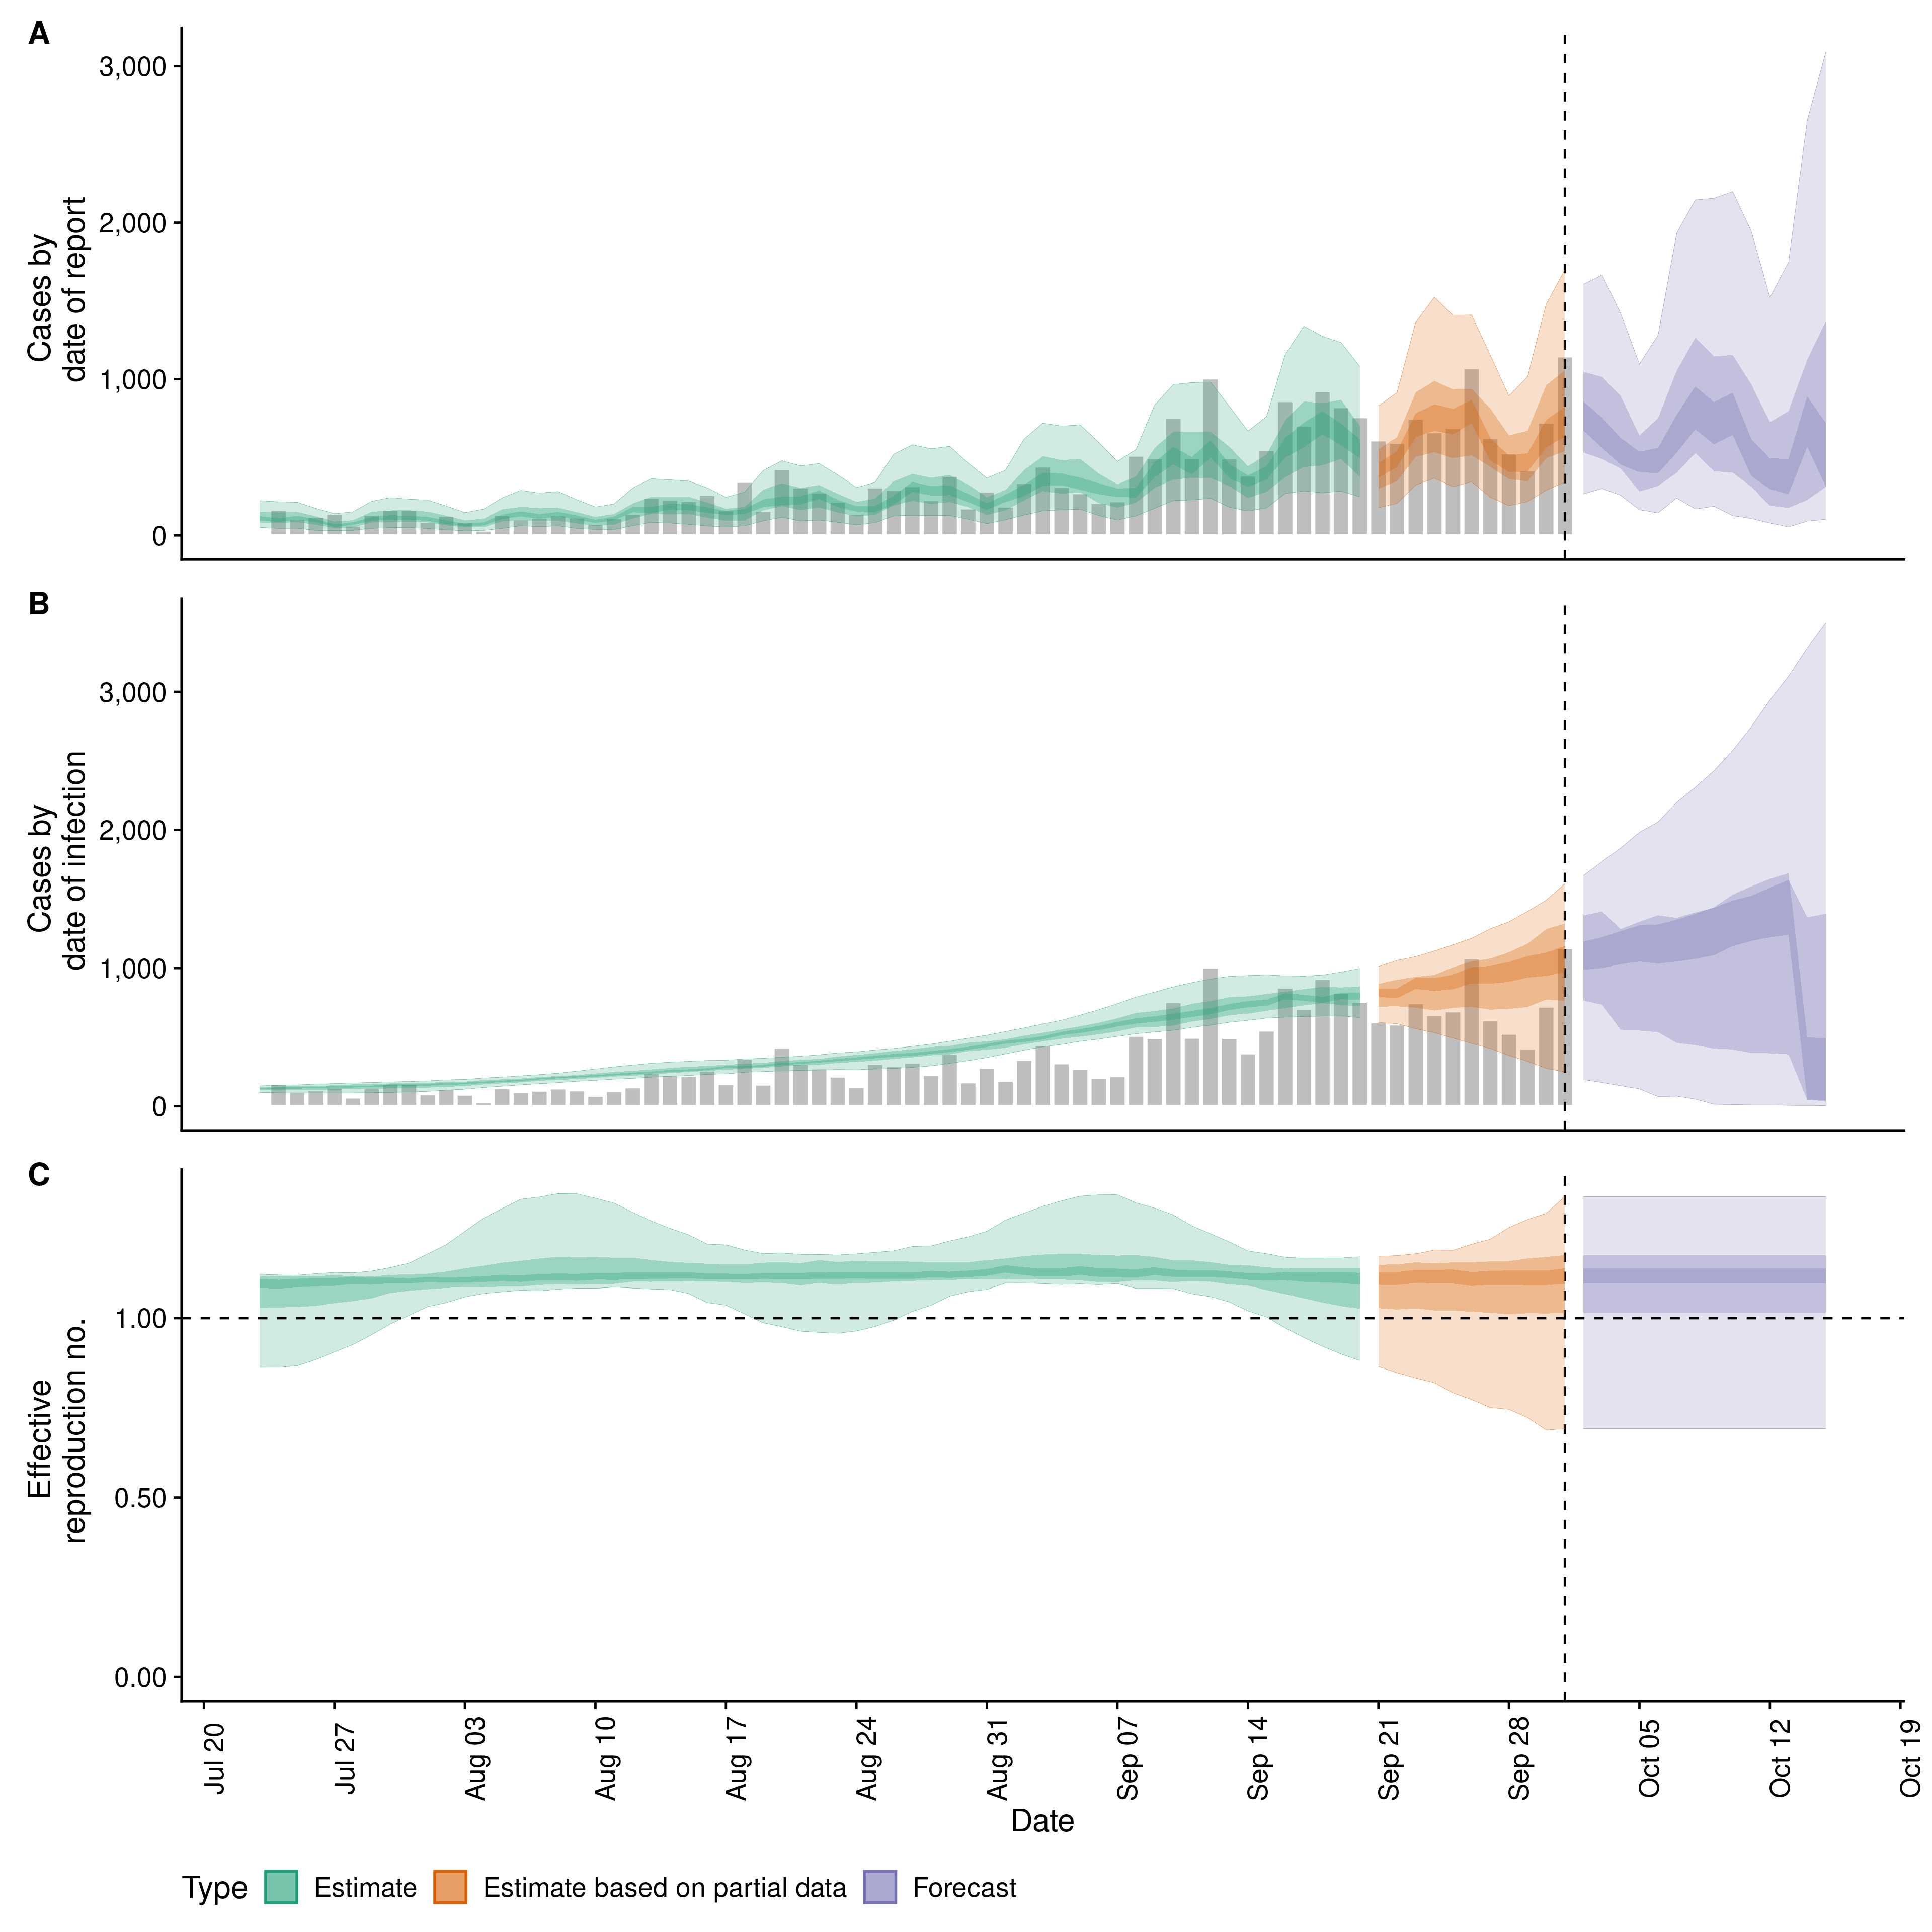 A
Cases by
date of report
3,000
2,000
1,000
0
B
Cases by
date of infection
3,000
2,000
1,000
0
C
Effective
reproduction no.
1.00
0.50
0.00
Jul 20
Jul 27
Aug 03
Aug 10
Aug 17
Aug 24
Aug 31
Sep 07
Sep 14
Sep 21
Sep 28
Oct 05
Oct 12
Oct 19
Date
Type Estimate Estimate based on partial data Forecast